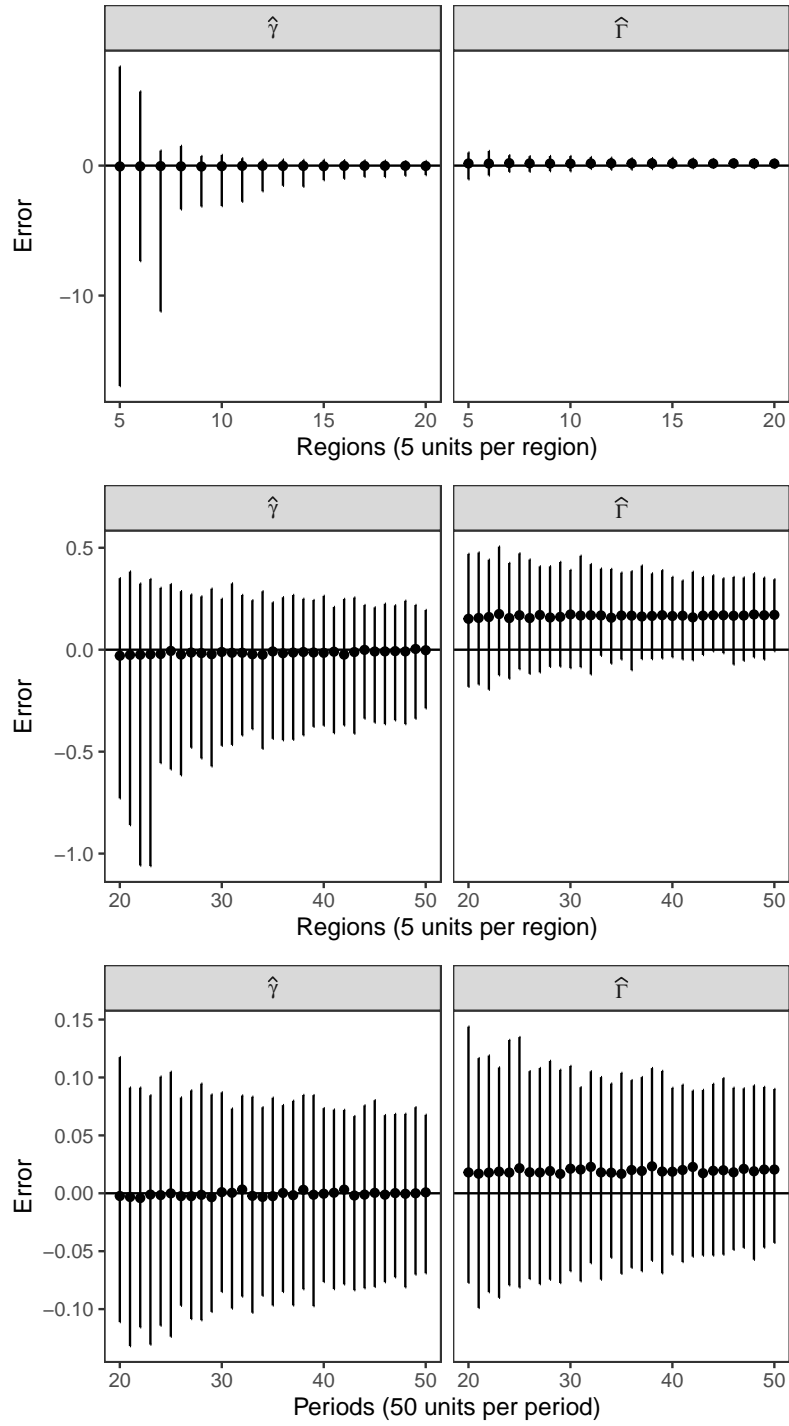 γ̂ Γ̂
0
−10
Error
5 10 15 20 5 10 15 20
Regions (5 units per region)
γ̂ Γ̂
0.5
0.0
−0.5
−1.0
Error
20 30 40 50 20 30 40 50
Regions (5 units per region)
γ̂ Γ̂
0.15
0.10
0.05
0.00
−0.05
−0.10
Error
20 30 40 50 20 30 40 50
Periods (50 units per period)